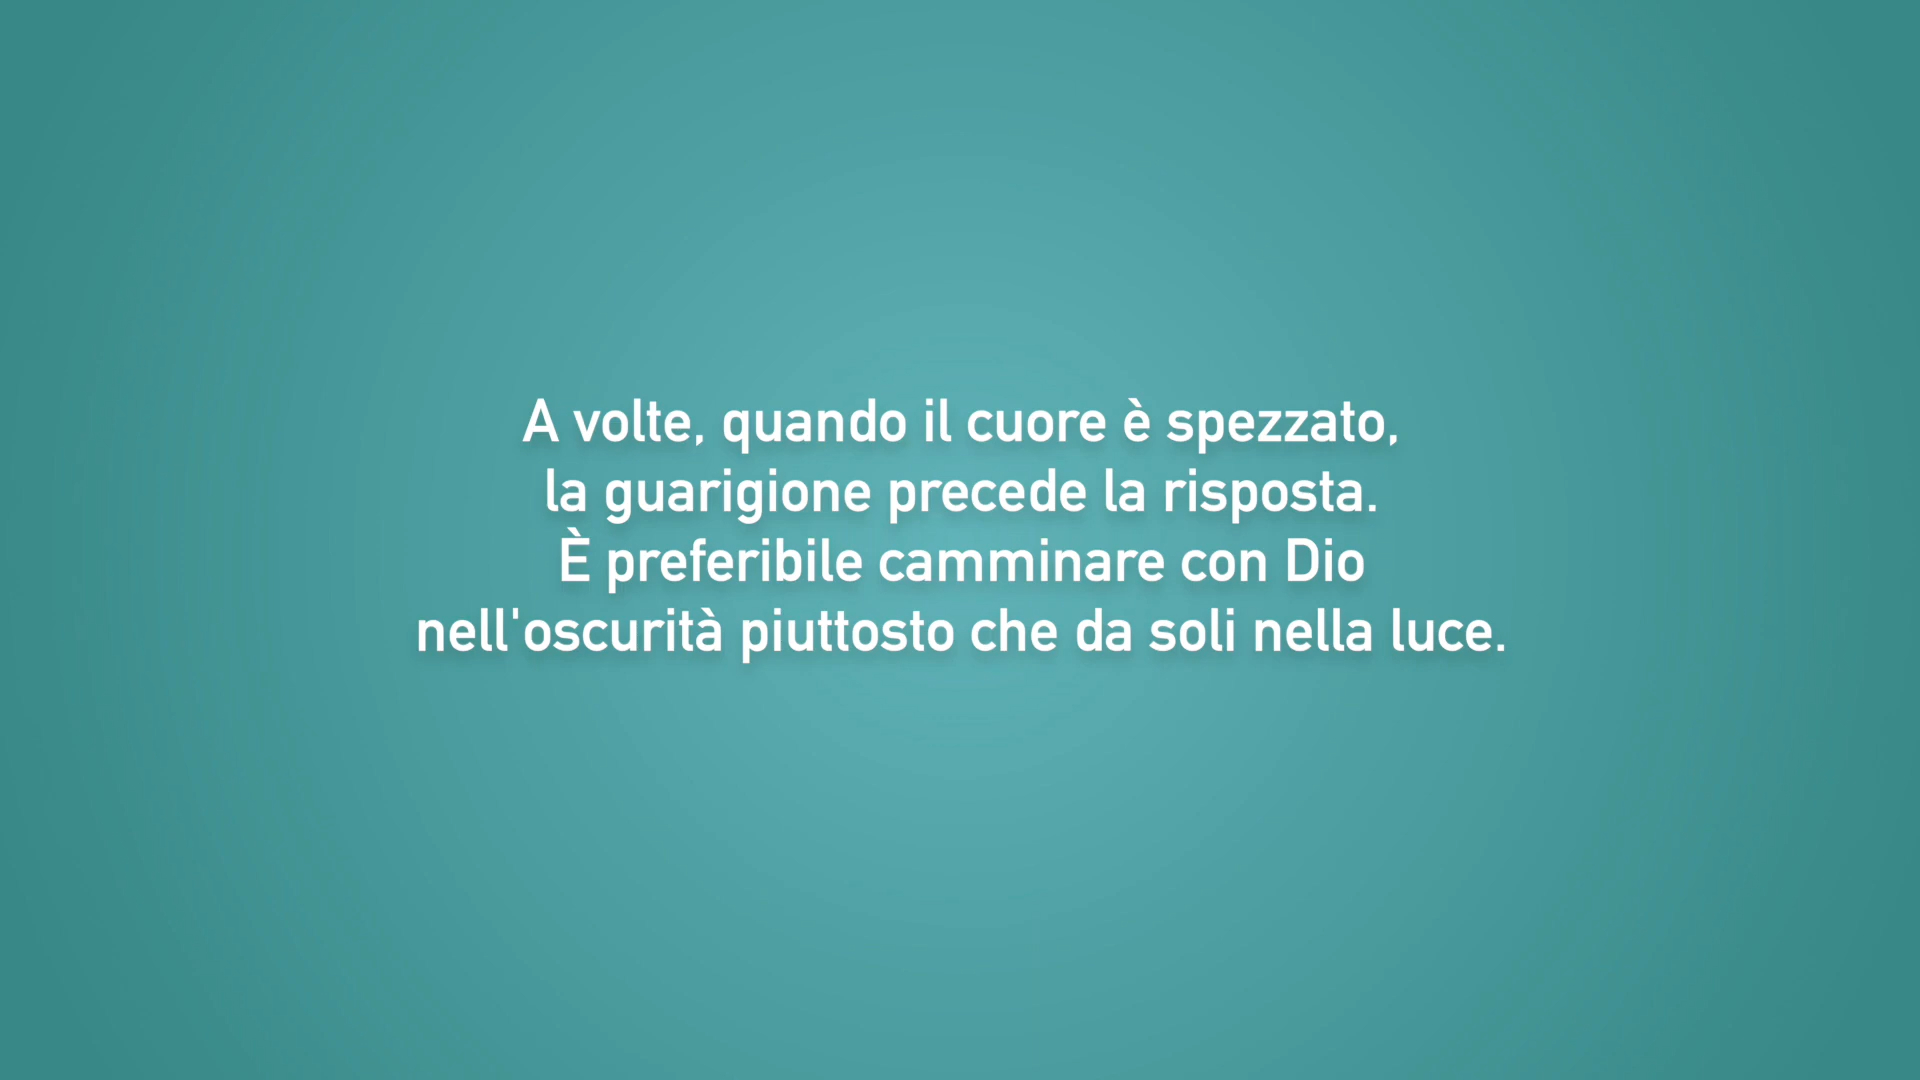 A volte, quando il cuore è spezzato,
la guarigione precede la risposta.
È preferibile camminare con Dio
nell'oscurità piuttosto che da soli nella luce.